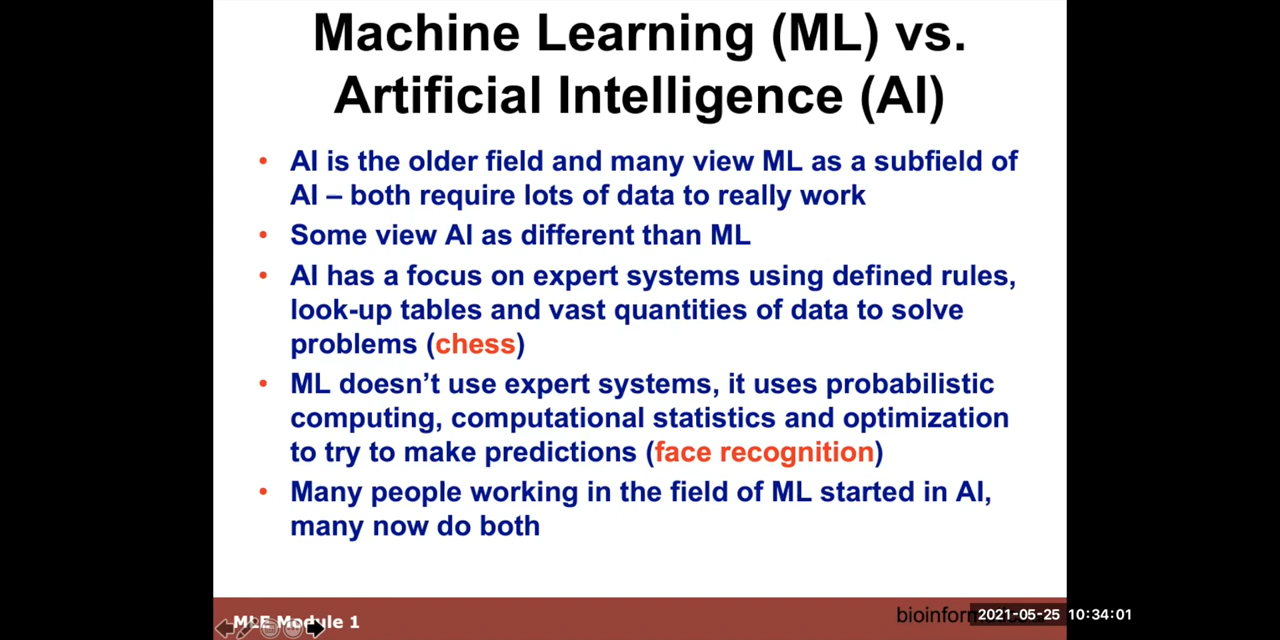 Machine Learning (ML) vs.
Artificial Intelligence (AI)
• AI is the older field and many view ML as a subfield of
AI – both require lots of data to really work
• Some view AI as different than ML
• AI has a focus on expert systems using defined rules,
look-up tables and vast quantities of data to solve
problems (chess)
• ML doesn’t use expert systems, it uses probabilistic
computing, computational statistics and optimization
to try to make predictions (face recognition)
• Many people working in the field of ML started in AI,
many now do both
MLE Module 1
2021-05-25 10:34:01